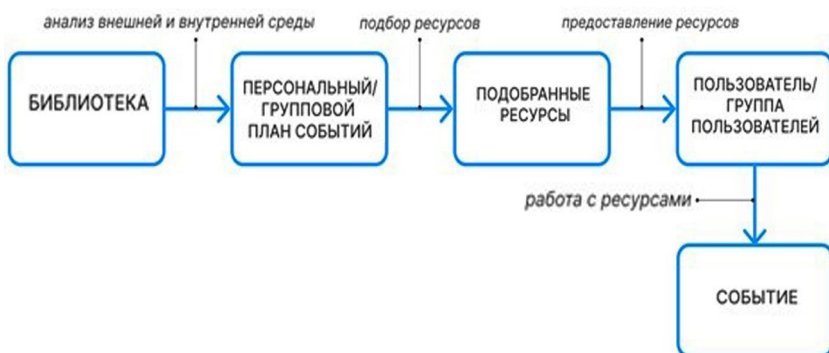 анализ внешней и внутренней среды
подбор ресурсов
предоставление ресурсов
БИБЛИОТЕКА
ПЕРСОНАЛЬНЫЙ/
ГРУППОВОЙ
ПЛАН СОБЫТИЙ
ПОДОБРАННЫЕ
РЕСУРСЫ
ПОЛЬЗОВАТЕЛЬ/
ГРУППА
ПОЛЬЗОВАТЕЛЕЙ
работа с ресурсами
СОБЫТИЕ